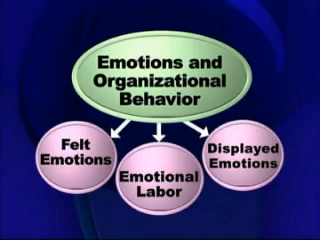 Emotions and
Organizational
Behavior
Felt
Emotions
Emotional
Labor
Displayed
Emotions